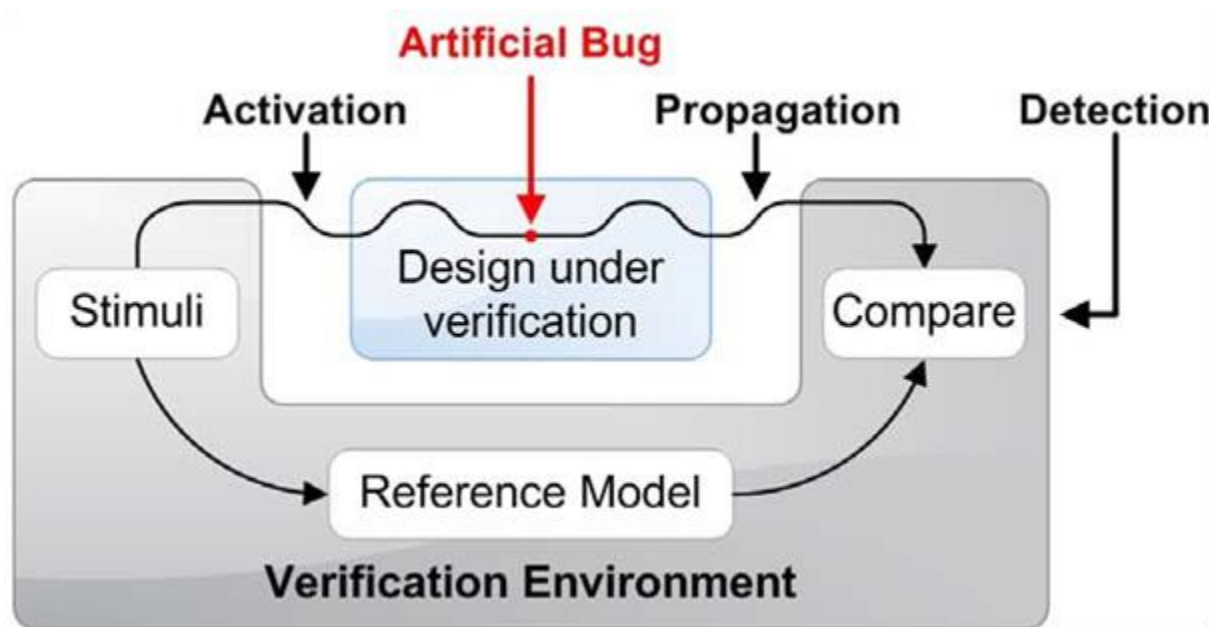 Artificial Bug
Activation
Propagation
Detection
Design under
verification
Stimuli
Compare
Reference Model
Verification Environment